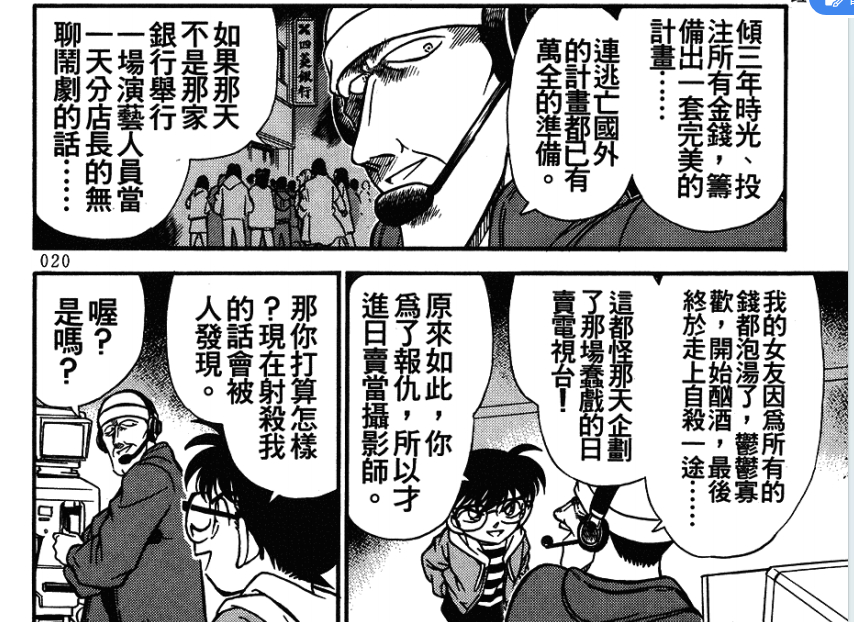 傾三年時光、投
注所有金錢，籌
備出一套完美的
計畫……
連逃亡國外
的計畫都已有
萬全的準備。
四菱銀行
如果那天
不是那家
銀行舉行
一場演藝人員當
一天分店長的無
聊鬧劇的話……
020
我的女友因為所有的
錢都泡湯了，鬱鬱寡
歡，開始酗酒，最後
終於走上自殺一途……
這都怪那天企劃
了那場蠢戲的日
賣電視台！
原來如此，你
為了報仇，所以才
進日賣當攝影師。
那你打算怎樣
？現在射殺我
的話會被
人發現。
喔？
是嗎？